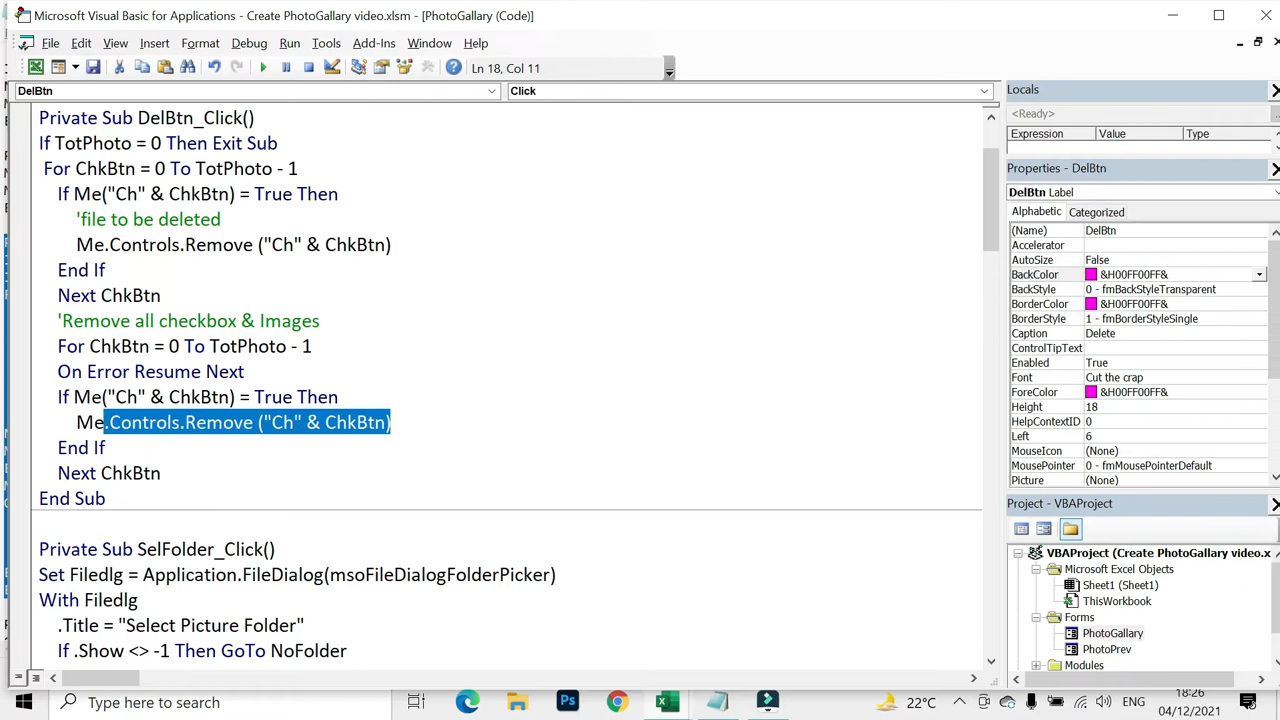 Microsoft Visual Basic for Applications - Create PhotoGallary video.xlsm - [PhotoGallary (Code)]
File Edit View Insert Format Debug Run Tools Add-Ins Window Help
Ln 18, Col 11
DelBtn Click
Private Sub DelBtn_Click()
If TotPhoto = 0 Then Exit Sub
For ChkBtn = 0 To TotPhoto - 1
If Me("Ch" & ChkBtn) = True Then
'file to be deleted
Me.Controls.Remove ("Ch" & ChkBtn)
End If
Next ChkBtn
'Remove all checkbox & Images
For ChkBtn = 0 To TotPhoto - 1
On Error Resume Next
If Me("Ch" & ChkBtn) = True Then
Me.Controls.Remove ("Ch" & ChkBtn)
End If
Next ChkBtn
End Sub
Private Sub SelFolder_Click()
Set Filedlg = Application.FileDialog(msoFileDialogFolderPicker)
With Filedlg
.Title = "Select Picture Folder"
If .Show <> -1 Then GoTo NoFolder
Locals
<Ready>
Expression Value Type
Properties - DelBtn
DelBtn Label
Alphabetic Categorized
(Name) DelBtn
Accelerator
AutoSize False
BackColor &H00FF00FF&
BackStyle 0 - fmBackStyleTransparent
BorderColor &H00FF00FF&
BorderStyle 1 - fmBorderStyleSingle
Caption Delete
ControlTipText
Enabled True
Font Cut the crap
ForeColor &H00FF00FF&
Height 18
HelpContextID 0
Left 6
MouseIcon (None)
MousePointer 0 - fmMousePointerDefault
Picture (None)
Project - VBAProject
VBAProject (Create PhotoGallary video.x
Microsoft Excel Objects
Sheet1 (Sheet1)
ThisWorkbook
Forms
PhotoGallary
PhotoPrev
Modules
Type here to search
Ps
22°C
ENG
18:26
04/12/2021